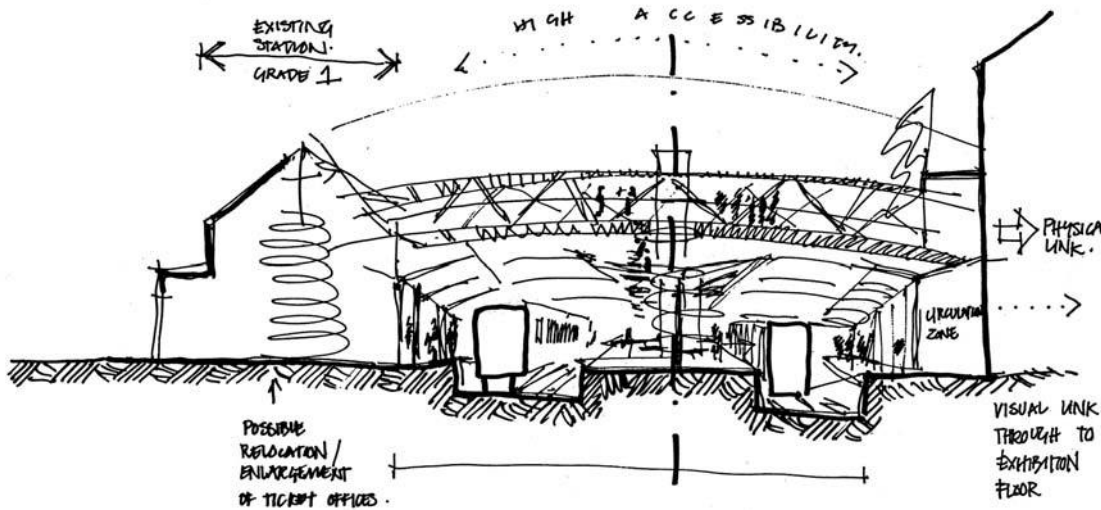 EXISTING
STATION.
GRADE 1
HIGH ACCESSIBILITY.
PHYSICAL
LINK.
CIRCULATION
ZONE
POSSIBLE
RELOCATION/
ENLARGEMENT
OF TICKET OFFICES.
VISUAL LINK
THROUGH TO
EXHIBITION
FLOOR